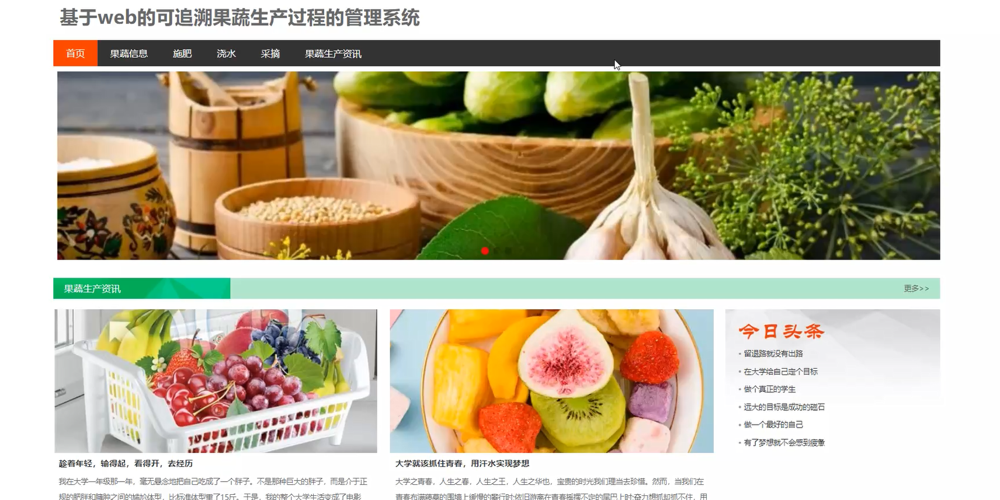 基于web的可追溯果蔬生产过程的管理系统
首页 果蔬信息 施肥 浇水 采摘 果蔬生产资讯
果蔬生产资讯 更多>>
今日头条
留退路就没有出路
在大学给自己定个目标
做个真正的学生
远大的目标是成功的磁石
做一个最好的自己
有了梦想就不会感到疲惫
趁着年轻，输得起，看得开，去经历
我在大学一年级那一年，毫无悬念地把自己吃成了一个胖子。不是那种巨大的胖子，而是介于正
规的肥胖和臃肿之间的尴尬体型，比标准体型重了15斤。于是，我的整个大学生活变成了电影
大学就该抓住青春，用汗水实现梦想
大学之青春，人生之春，人生之王，人生之华也，宝贵的时光我们理当去珍惜。然而，当我们在
青春布满藤蔓的围墙上缓慢的攀行时;依旧游斋在青春摇摆不定的尾巴上时;奋力想抓却抓不住，用